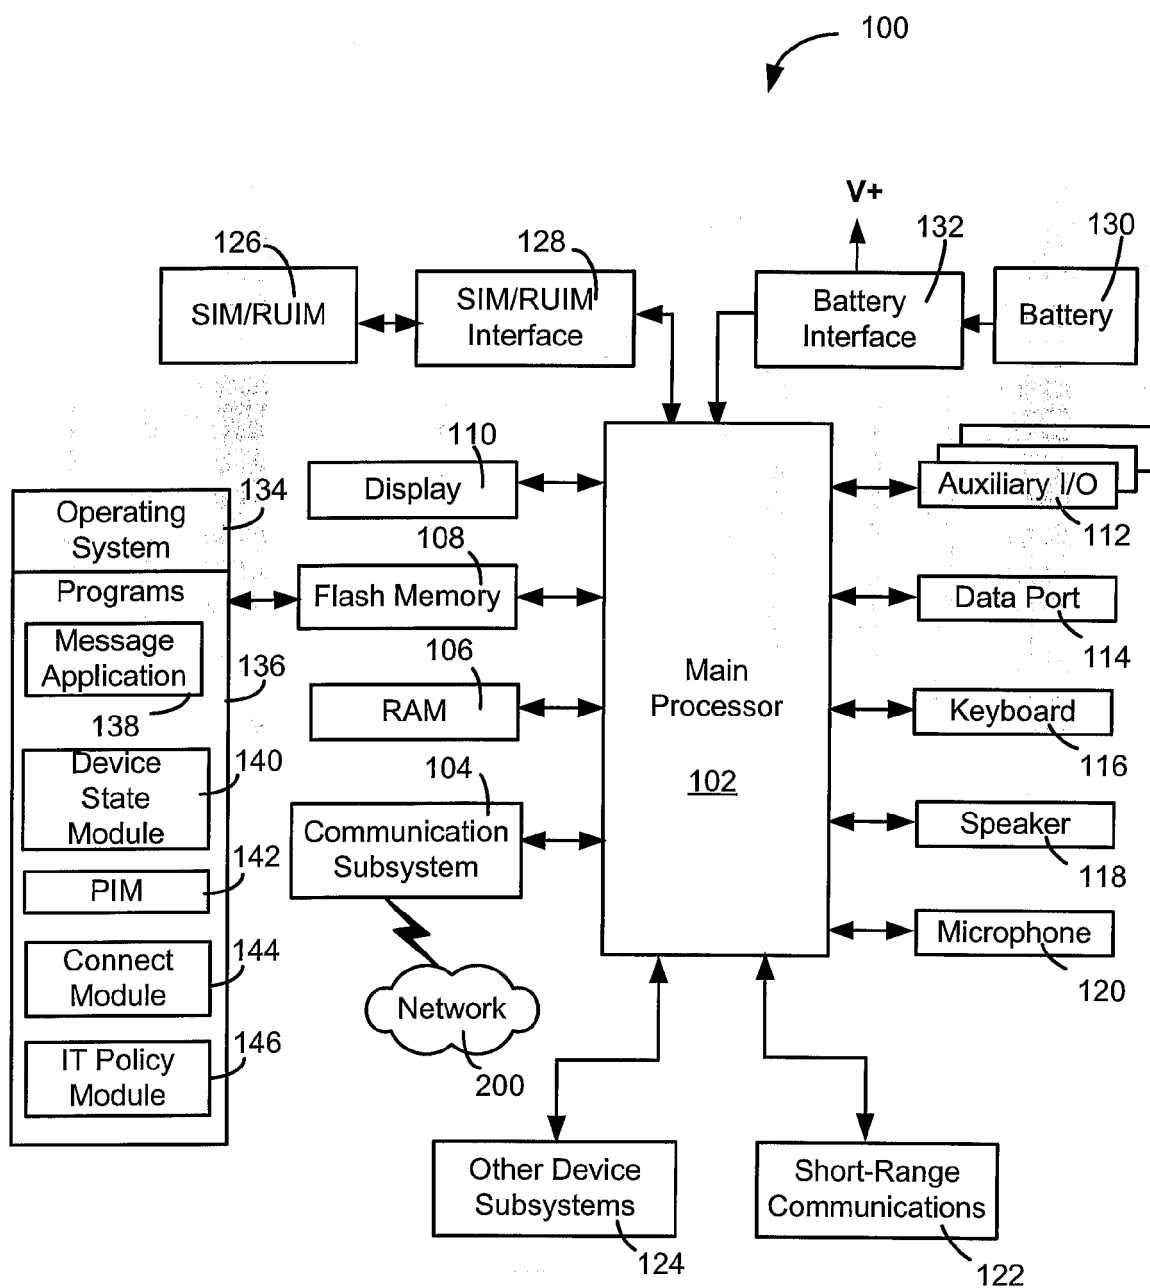 100
V+
126
128
132
130
SIM/RUIM
SIM/RUIM
Interface
Battery
Interface
Battery
110
Display
Auxiliary I/O
112
134
Operating
System
108
Flash Memory
Data Port
114
Programs
Message
Application
138
136
106
RAM
Main
Processor
102
Keyboard
116
Device
State
Module
140
104
Communication
Subsystem
Speaker
118
PIM
142
Microphone
120
Connect
Module
144
Network
200
IT Policy
Module
146
Other Device
Subsystems
124
Short-Range
Communications
122